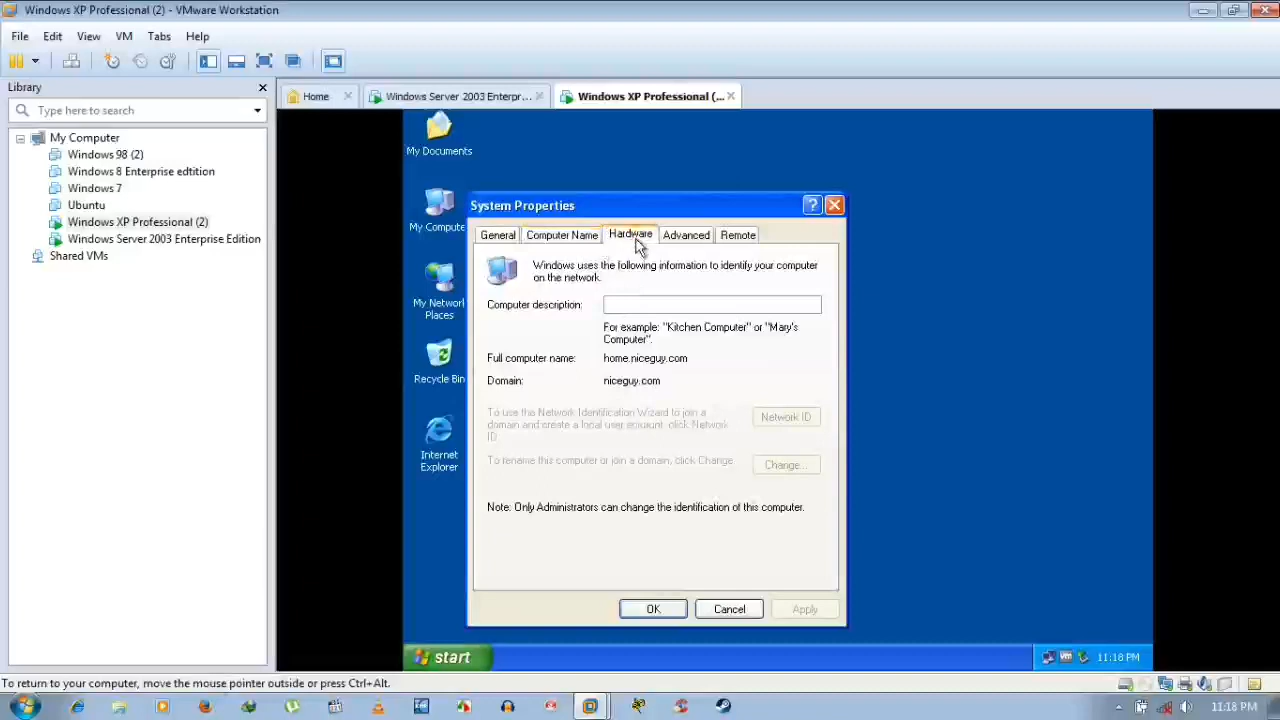 Windows XP Professional (2) - VMware Workstation
File Edit View VM Tabs Help
Library
Type here to search
My Computer
Windows 98 (2)
Windows 8 Enterprise edtition
Windows 7
Ubuntu
Windows XP Professional (2)
Windows Server 2003 Enterprise Edition
Shared VMs
Home
Windows Server 2003 Enterpr...
Windows XP Professional (...
My Documents
My Compute
My Network
Places
Recycle Bin
Internet
Explorer
System Properties
General Computer Name Hardware Advanced Remote
Windows uses the following information to identify your computer
on the network.
Computer description:
For example: "Kitchen Computer" or "Mary's
Computer".
Full computer name: home.niceguy.com
Domain: niceguy.com
To use the Network Identification Wizard to join a
domain and create a local user account, click Network
ID.
Network ID
To rename this computer or join a domain, click Change.
Change...
Note: Only Administrators can change the identification of this computer.
OK Cancel Apply
start
11:18 PM
To return to your computer, move the mouse pointer outside or press Ctrl+Alt.
11:18 PM